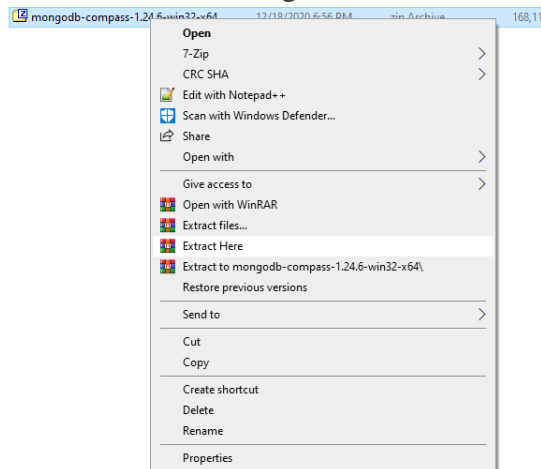 mongodb-compass-1.24.6-win32-x64 12/18/2020 6:56 PM zip Archive 168,11
Open
7-Zip
CRC SHA
Edit with Notepad++
Scan with Windows Defender...
Share
Open with
Give access to
Open with WinRAR
Extract files...
Extract Here
Extract to mongodb-compass-1.24.6-win32-x64\
Restore previous versions
Send to
Cut
Copy
Create shortcut
Delete
Rename
Properties